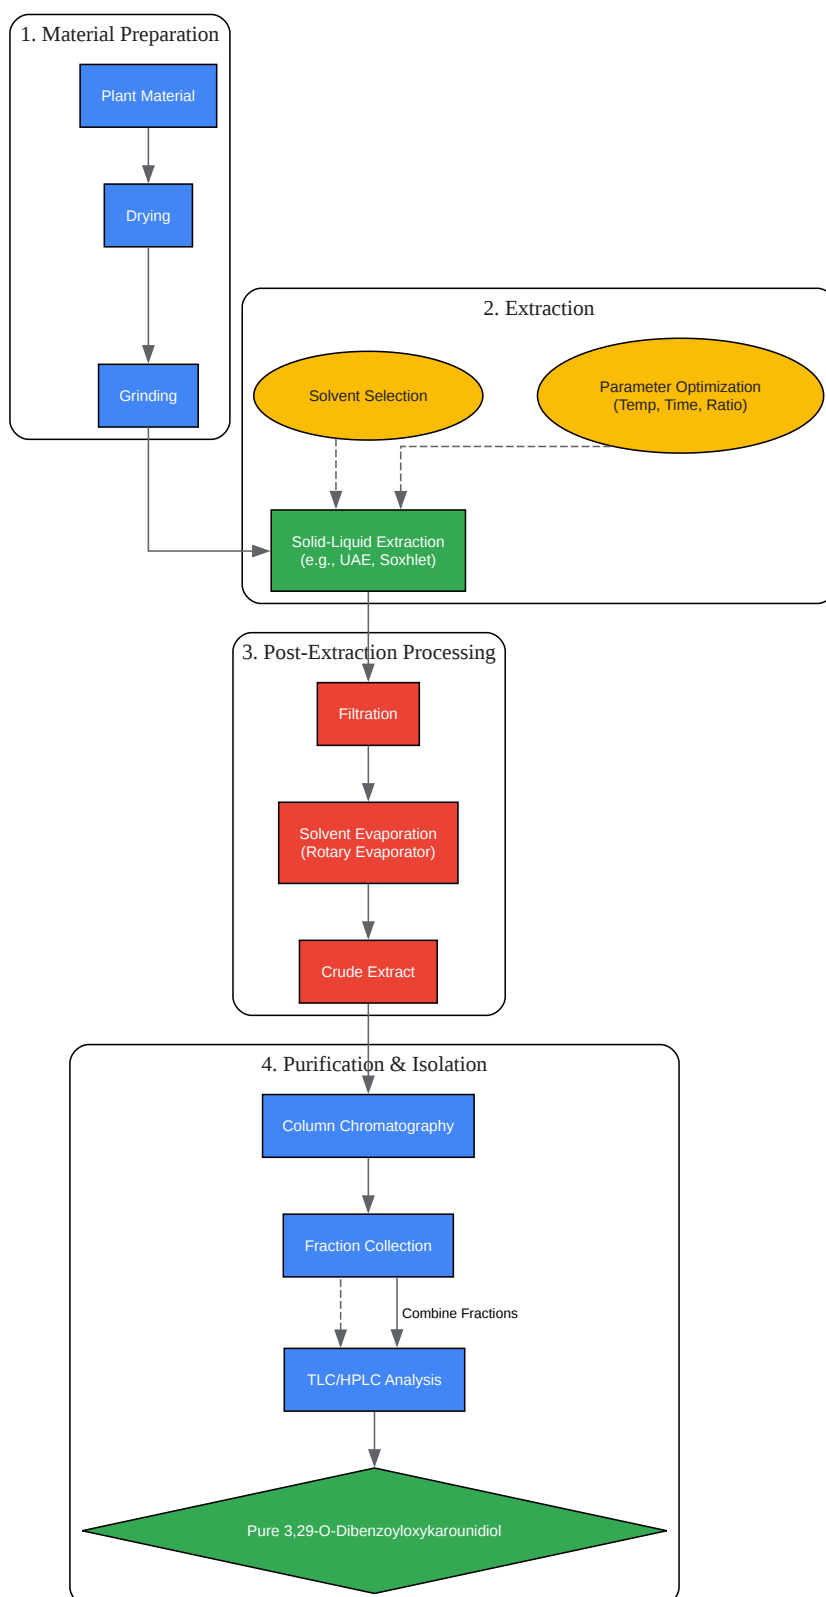 1. Material Preparation
Plant Material
Drying
Grinding
2. Extraction
Solvent Selection
Parameter Optimization
(Temp, Time, Ratio)
Solid-Liquid Extraction
(e.g., UAE, Soxhlet)
3. Post-Extraction Processing
Filtration
Solvent Evaporation
(Rotary Evaporator)
Crude Extract
4. Purification & Isolation
Column Chromatography
Fraction Collection
Combine Fractions
TLC/HPLC Analysis
Pure 3,29-O-Dibenzoyloxykarounidiol